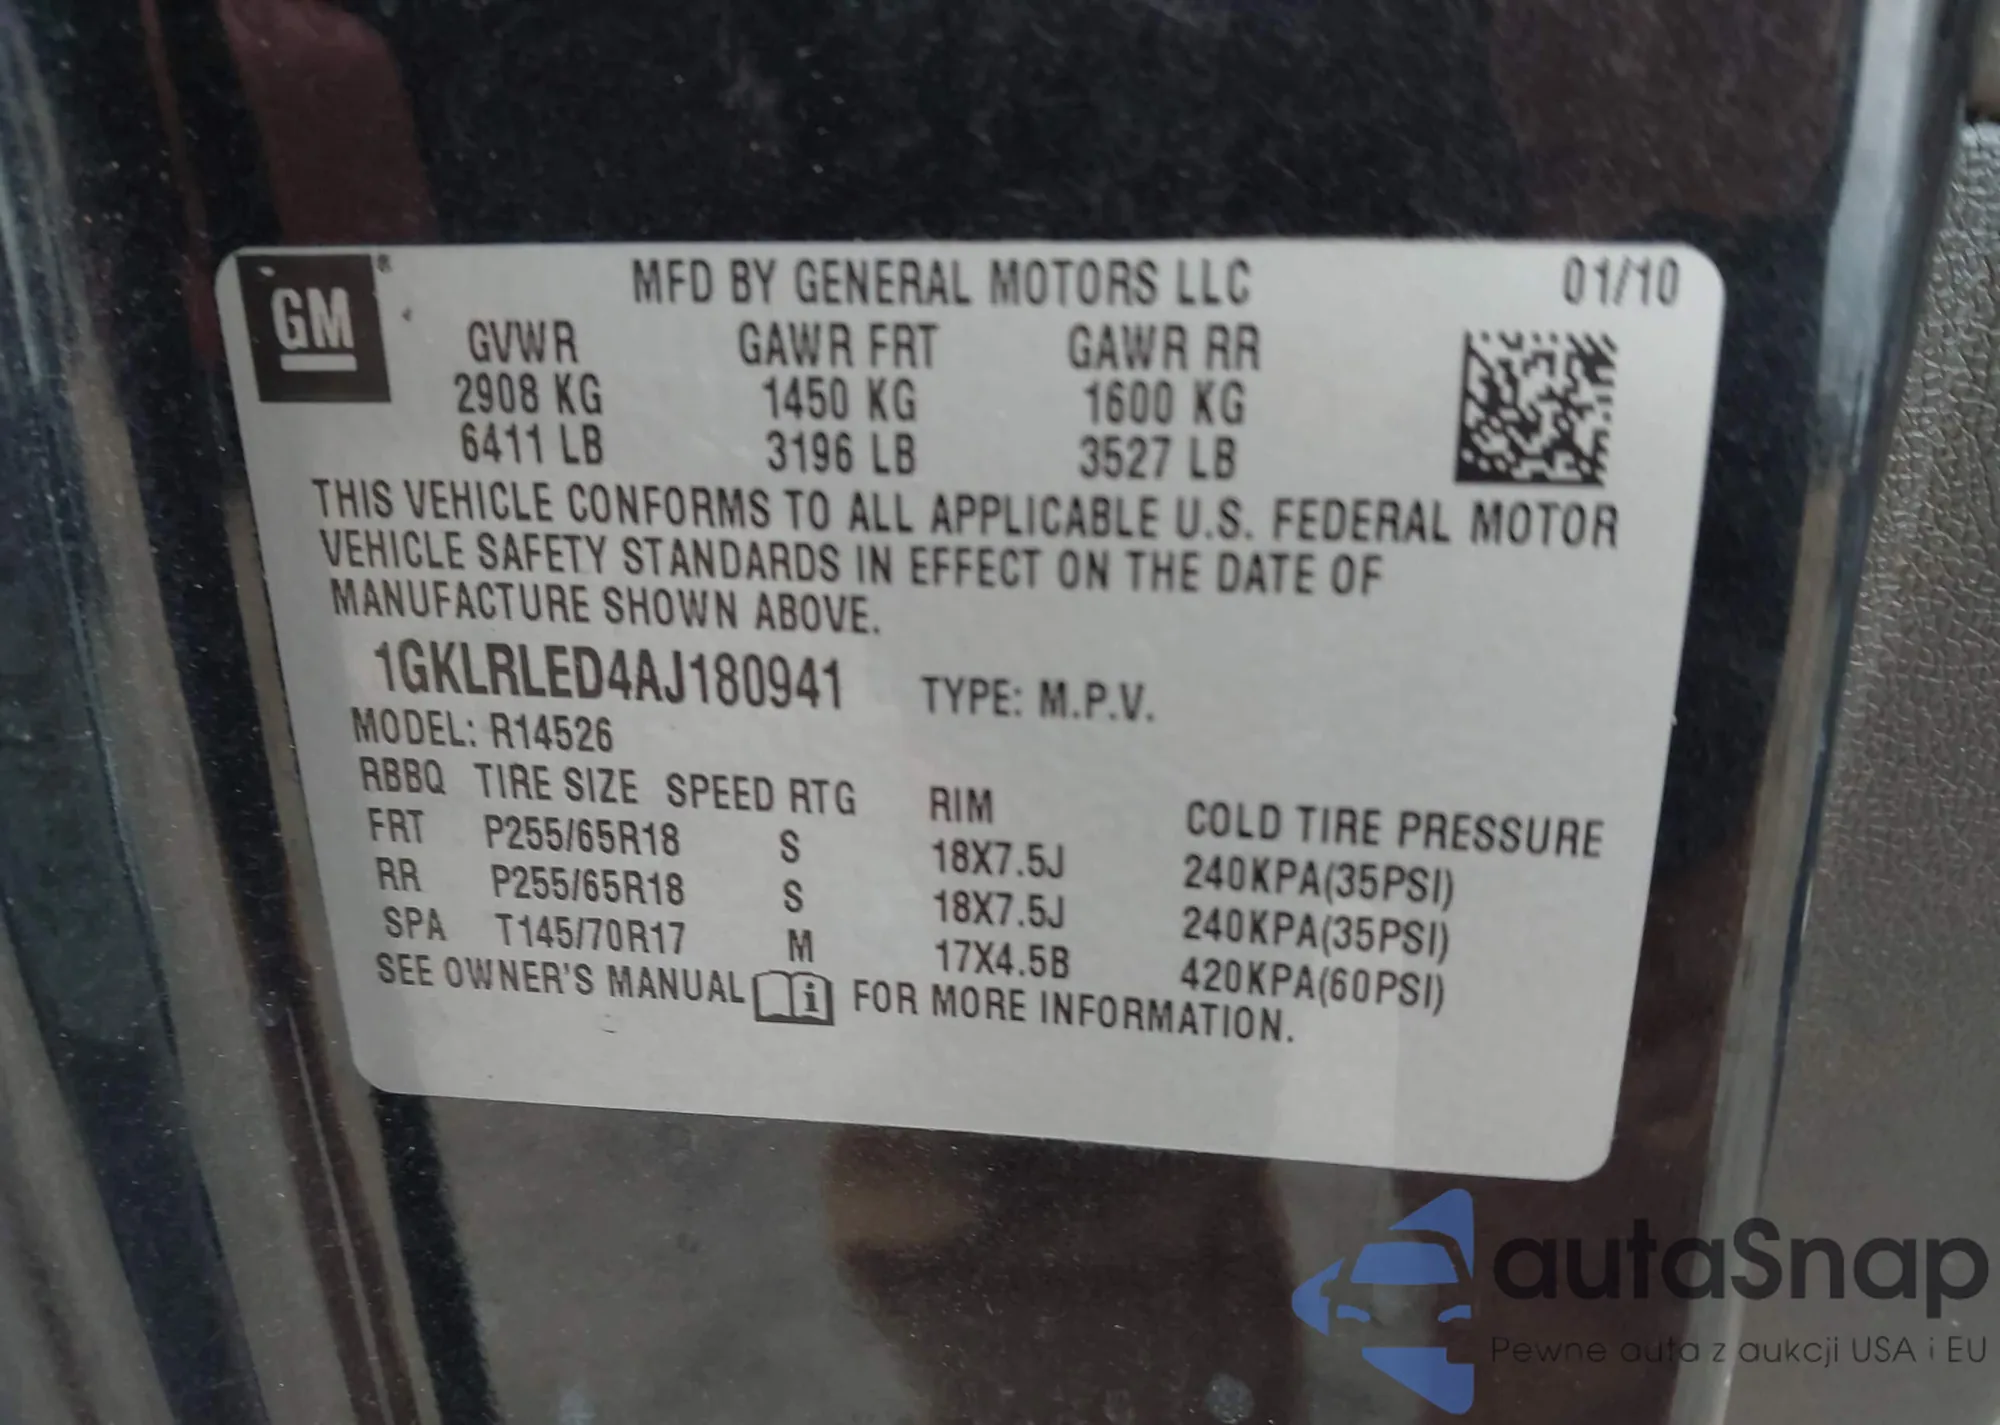 GM®
MFD BY GENERAL MOTORS LLC 01/10
GVWR GAWR FRT GAWR RR
2908 KG 1450 KG 1600 KG
6411 LB 3196 LB 3527 LB
THIS VEHICLE CONFORMS TO ALL APPLICABLE U.S. FEDERAL MOTOR
VEHICLE SAFETY STANDARDS IN EFFECT ON THE DATE OF
MANUFACTURE SHOWN ABOVE.
1GKLRLED4AJ180941 TYPE: M.P.V.
MODEL: R14526
RBBQ TIRE SIZE SPEED RTG RIM COLD TIRE PRESSURE
FRT P255/65R18 S 18X7.5J 240KPA(35PSI)
RR P255/65R18 S 18X7.5J 240KPA(35PSI)
SPA T145/70R17 M 17X4.5B 420KPA(60PSI)
SEE OWNER'S MANUAL i FOR MORE INFORMATION.
autaSnap
Pewne auta z aukcji USA i EU